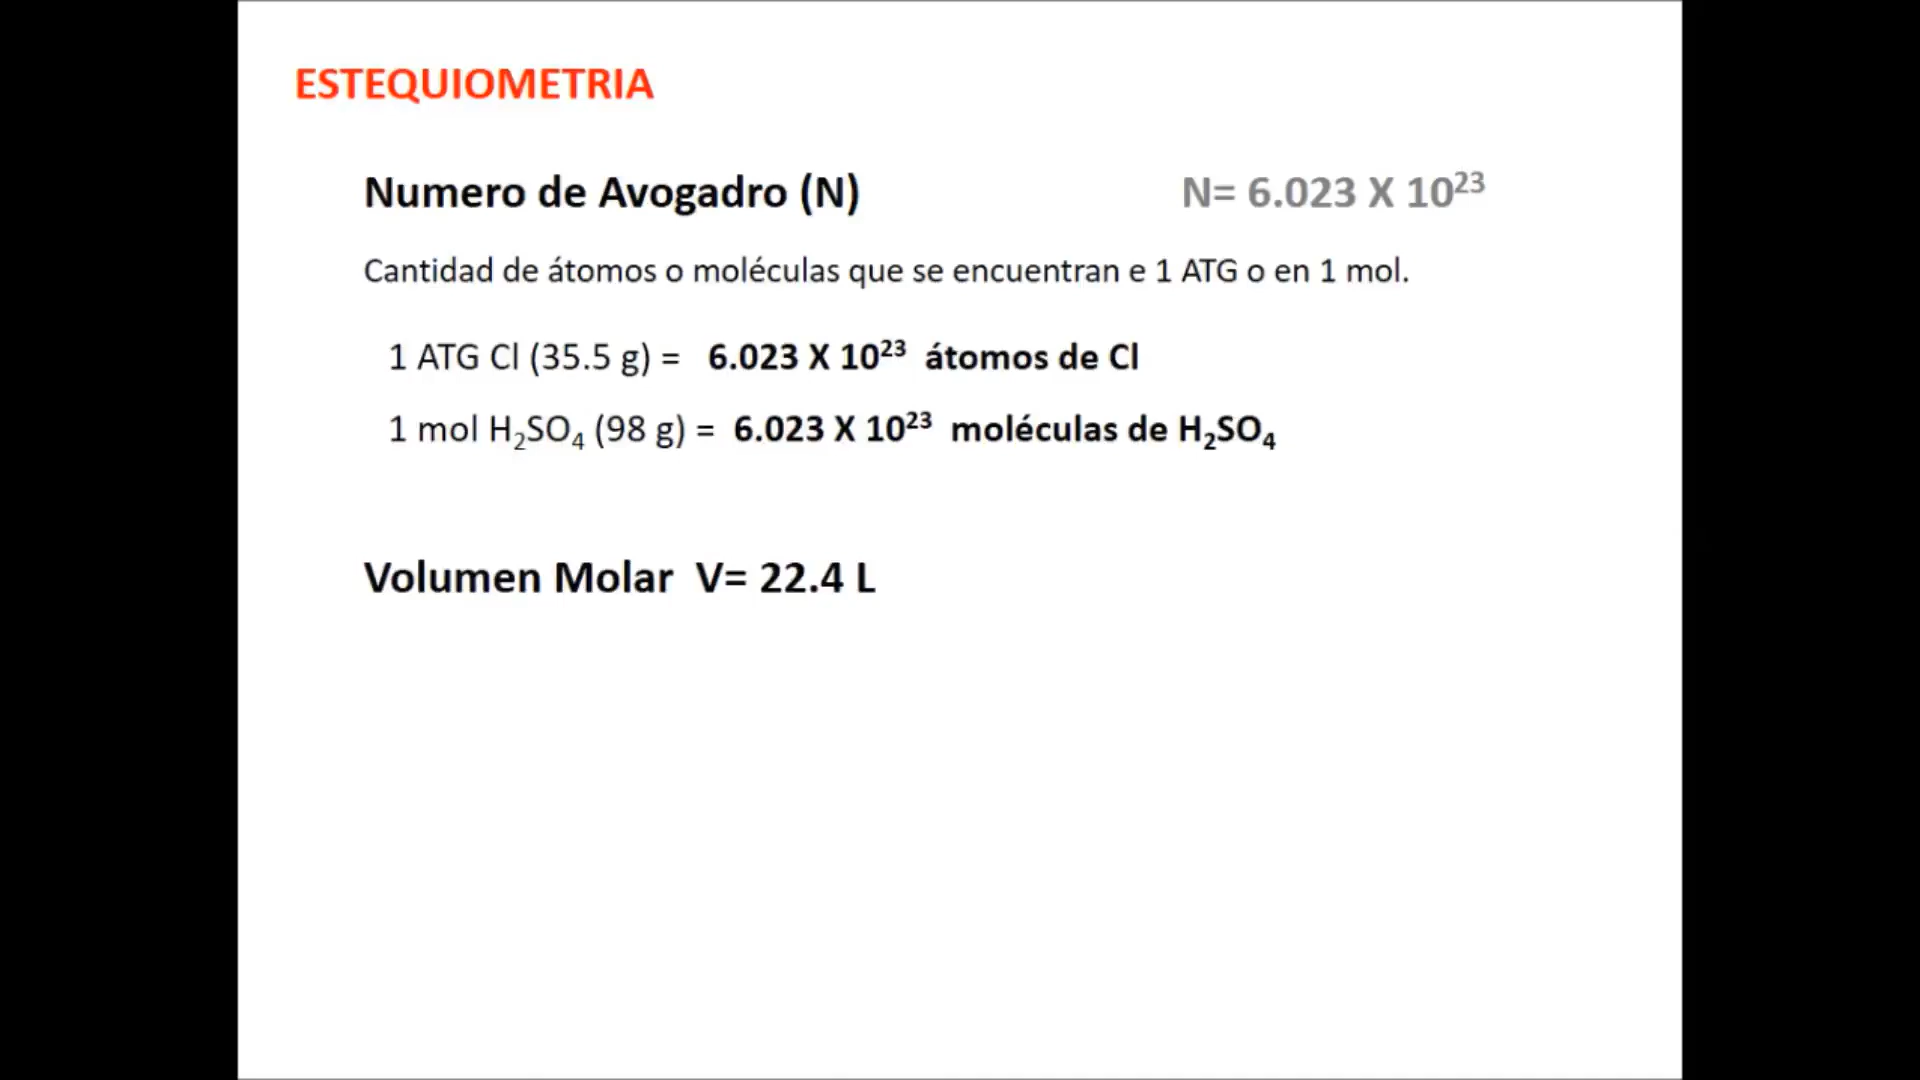 ESTEQUIOMETRIA
Numero de Avogadro (N) N= 6.023 X 10²³
Cantidad de átomos o moléculas que se encuentran e 1 ATG o en 1 mol.
1 ATG Cl (35.5 g) = 6.023 X 10²³ átomos de Cl
1 mol H₂SO₄ (98 g) = 6.023 X 10²³ moléculas de H₂SO₄
Volumen Molar V= 22.4 L